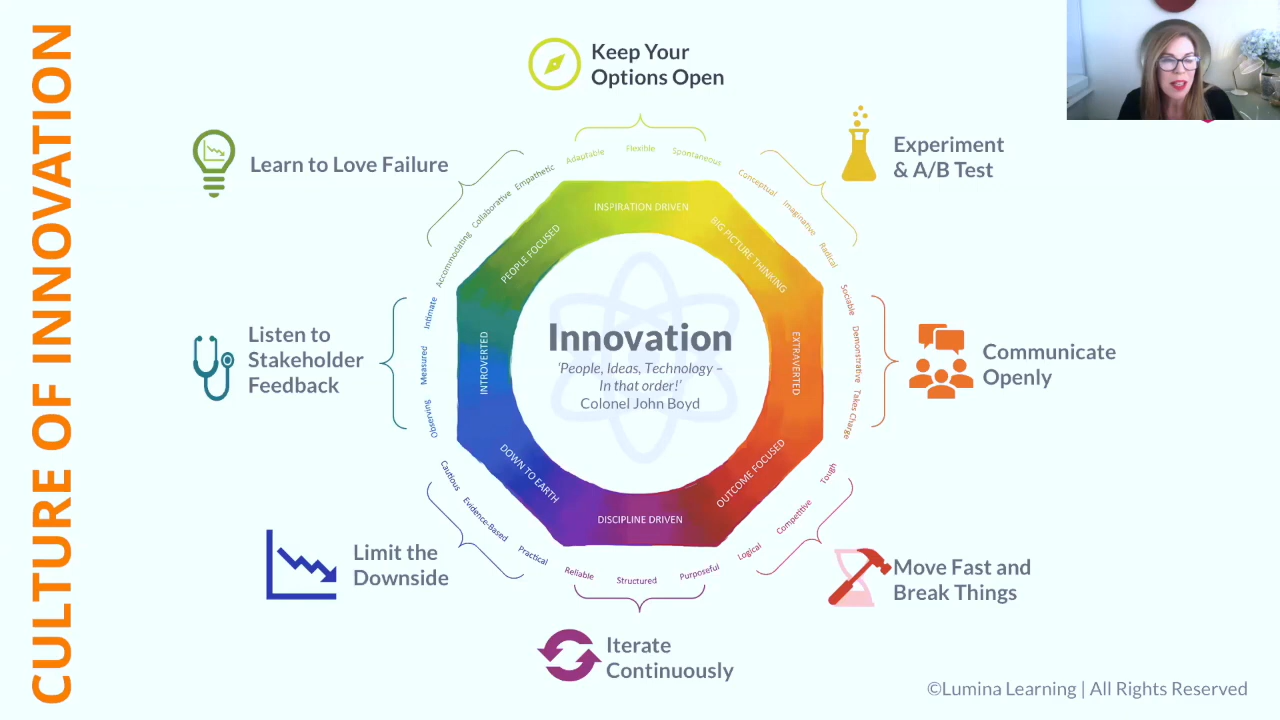 CULTURE OF INNOVATION
Keep Your
Options Open
Learn to Love Failure
Experiment
& A/B Test
Adaptable
Flexible
Spontaneous
Accommodating
Collaborative
Empathetic
Conceptual
Imaginative
Radical
INSPIRATION DRIVEN
PEOPLE FOCUSED
BIG PICTURE THINKING
Listen to
Stakeholder
Feedback
Intimate
Measured
Observing
INTROVERTED
Innovation
‘People, Ideas, Technology –
In that order!’
Colonel John Boyd
EXTRAVERTED
Sociable
Demonstrative
Takes Charge
Communicate
Openly
DOWN TO EARTH
DISCIPLINE DRIVEN
OUTCOME FOCUSED
Cautious
Evidence-Based
Practical
Reliable
Structured
Purposeful
Logical
Competitive
Tough
Limit the
Downside
Move Fast and
Break Things
Iterate
Continuously
©Lumina Learning | All Rights Reserved